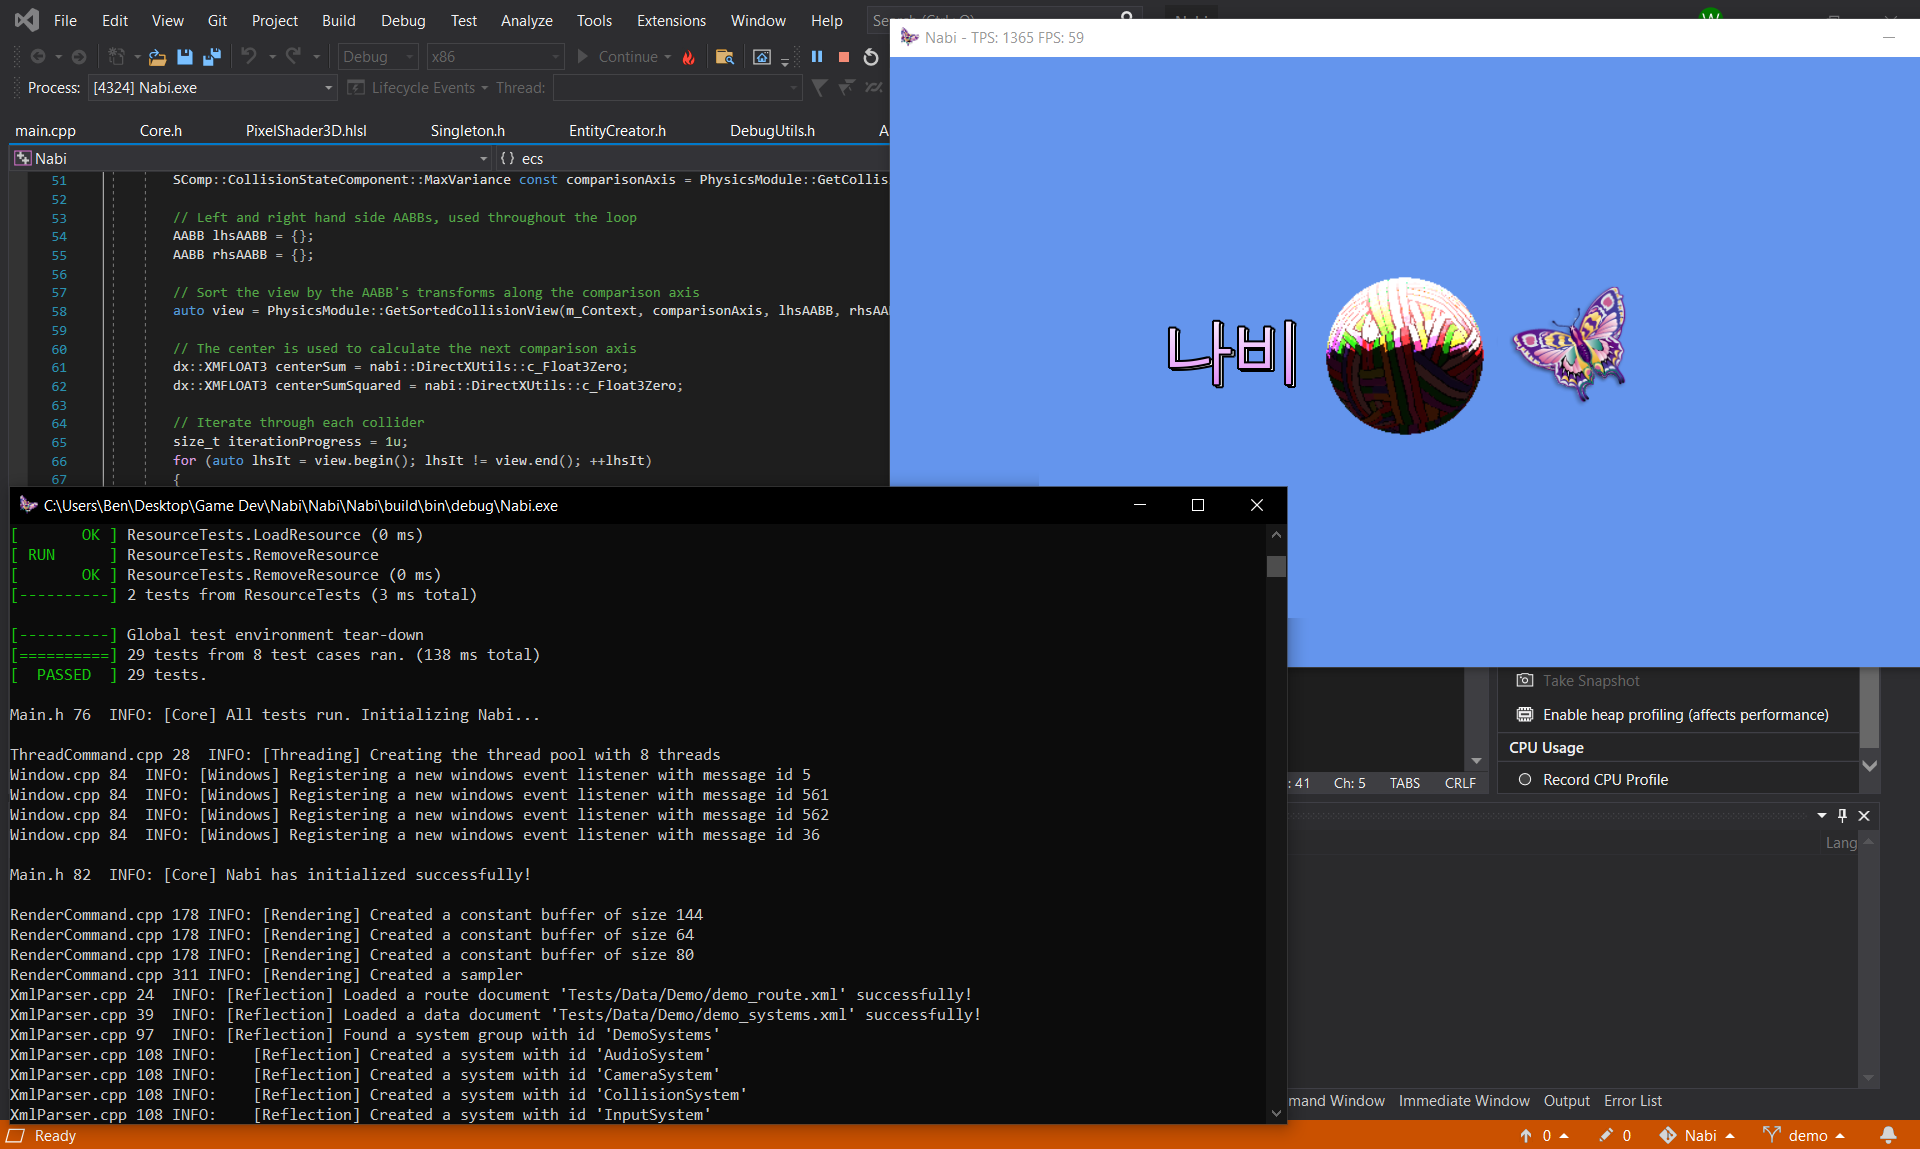 File Edit View Git Project Build Debug Test Analyze Tools Extensions Window Help
Debug x86 Continue
Nabi - TPS: 1365 FPS: 59
Process: [4324] Nabi.exe Lifecycle Events Thread:
main.cpp Core.h PixelShader3D.hlsl Singleton.h EntityCreator.h DebugUtils.h
Nabi {} ecs
51 SComp::CollisionStateComponent::MaxVariance const comparisonAxis = PhysicsModule::GetCollis
52
53 // Left and right hand side AABBs, used throughout the loop
54 AABB lhsAABB = {};
55 AABB rhsAABB = {};
56
57 // Sort the view by the AABB's transforms along the comparison axis
58 auto view = PhysicsModule::GetSortedCollisionView(m_Context, comparisonAxis, lhsAABB, rhsAA
59
60 // The center is used to calculate the next comparison axis
61 dx::XMFLOAT3 centerSum = nabi::DirectXUtils::c_Float3Zero;
62 dx::XMFLOAT3 centerSumSquared = nabi::DirectXUtils::c_Float3Zero;
63
64 // Iterate through each collider
65 size_t iterationProgress = 1u;
66 for (auto lhsIt = view.begin(); lhsIt != view.end(); ++lhsIt)
67 {
나비
C:\Users\Ben\Desktop\Game Dev\Nabi\Nabi\Nabi\build\bin\debug\Nabi.exe
[       OK ] ResourceTests.LoadResource (0 ms)
[ RUN      ] ResourceTests.RemoveResource
[       OK ] ResourceTests.RemoveResource (0 ms)
[----------] 2 tests from ResourceTests (3 ms total)
[----------] Global test environment tear-down
[==========] 29 tests from 8 test cases ran. (138 ms total)
[  PASSED  ] 29 tests.
Main.h 76  INFO: [Core] All tests run. Initializing Nabi...
ThreadCommand.cpp 28  INFO: [Threading] Creating the thread pool with 8 threads
Window.cpp 84  INFO: [Windows] Registering a new windows event listener with message id 5
Window.cpp 84  INFO: [Windows] Registering a new windows event listener with message id 561
Window.cpp 84  INFO: [Windows] Registering a new windows event listener with message id 562
Window.cpp 84  INFO: [Windows] Registering a new windows event listener with message id 36
Main.h 82  INFO: [Core] Nabi has initialized successfully!
RenderCommand.cpp 178 INFO: [Rendering] Created a constant buffer of size 144
RenderCommand.cpp 178 INFO: [Rendering] Created a constant buffer of size 64
RenderCommand.cpp 178 INFO: [Rendering] Created a constant buffer of size 80
RenderCommand.cpp 311 INFO: [Rendering] Created a sampler
XmlParser.cpp 24  INFO: [Reflection] Loaded a route document 'Tests/Data/Demo/demo_route.xml' successfully!
XmlParser.cpp 39  INFO: [Reflection] Loaded a data document 'Tests/Data/Demo/demo_systems.xml' successfully!
XmlParser.cpp 97  INFO: [Reflection] Found a system group with id 'DemoSystems'
XmlParser.cpp 108 INFO:    [Reflection] Created a system with id 'AudioSystem'
XmlParser.cpp 108 INFO:    [Reflection] Created a system with id 'CameraSystem'
XmlParser.cpp 108 INFO:    [Reflection] Created a system with id 'CollisionSystem'
XmlParser.cpp 108 INFO:    [Reflection] Created a system with id 'InputSystem'
Take Snapshot
Enable heap profiling (affects performance)
CPU Usage
Record CPU Profile
: 41 Ch: 5 TABS CRLF
Lang
mand Window Immediate Window Output Error List
Ready 0 0 Nabi demo